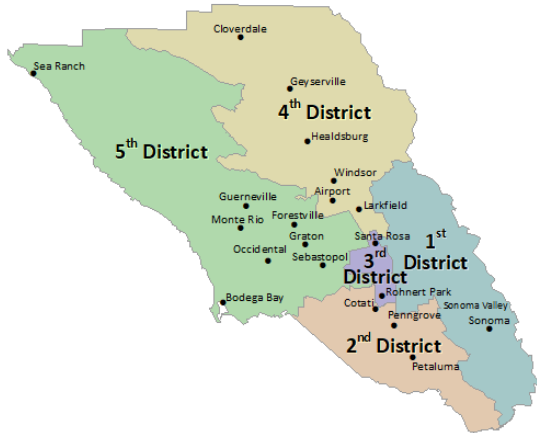 Cloverdale
Sea Ranch
Geyserville
4th District
5th District
Healdsburg
Windsor
Airport
Guerneville
Larkfield
Forestville
Monte Rio
Graton
Santa Rosa
1st
District
Occidental
Sebastopol
3rd
District
Bodega Bay
Rohnert Park
Cotati
Sonoma Valley
Penngrove
Sonoma
2nd District
Petaluma